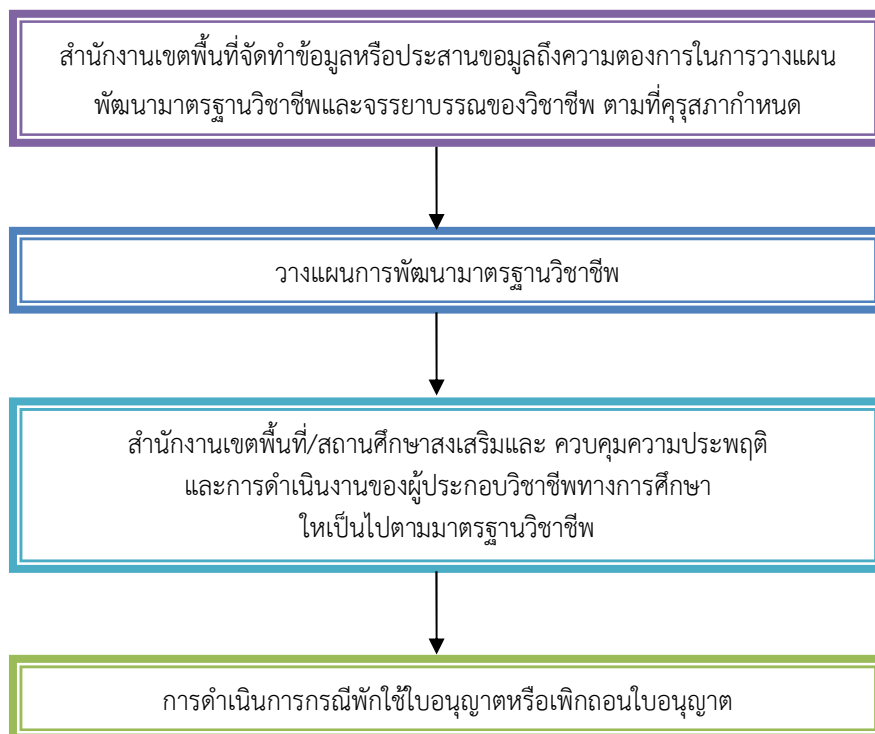 สำนักงานเขตพื้นที่จัดทำข้อมูลหรือประสานขอมูลถึงความตองการในการวางแผน
พัฒนามาตรฐานวิชาชีพและจรรยาบรรณของวิชาชีพ ตามที่คุรุสภากำหนด
วางแผนการพัฒนามาตรฐานวิชาชีพ
สำนักงานเขตพื้นที่/สถานศึกษาสงเสริมและ ควบคุมความประพฤติ
และการดำเนินงานของผู้ประกอบวิชาชีพทางการศึกษา
ใหเป็นไปตามมาตรฐานวิชาชีพ
การดำเนินการกรณีพักใช้ใบอนุญาตหรือเพิกถอนใบอนุญาต